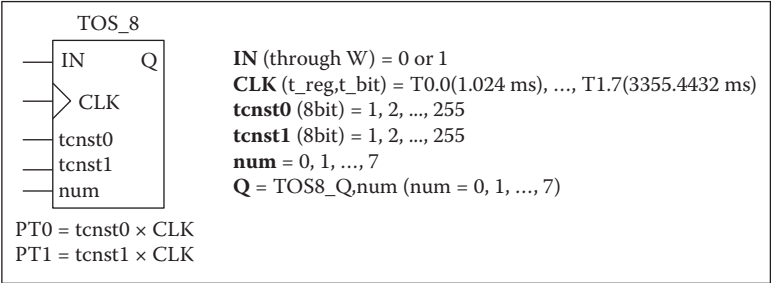 TOS_8
IN Q
CLK
tcnst0
tcnst1
num
IN (through W) = 0 or 1
CLK (t_reg,t_bit) = T0.0(1.024 ms), …, T1.7(3355.4432 ms)
tcnst0 (8bit) = 1, 2, ..., 255
tcnst1 (8bit) = 1, 2, ..., 255
num = 0, 1, …, 7
Q = TOS8_Q,num (num = 0, 1, …, 7)
PT0 = tcnst0 × CLK
PT1 = tcnst1 × CLK